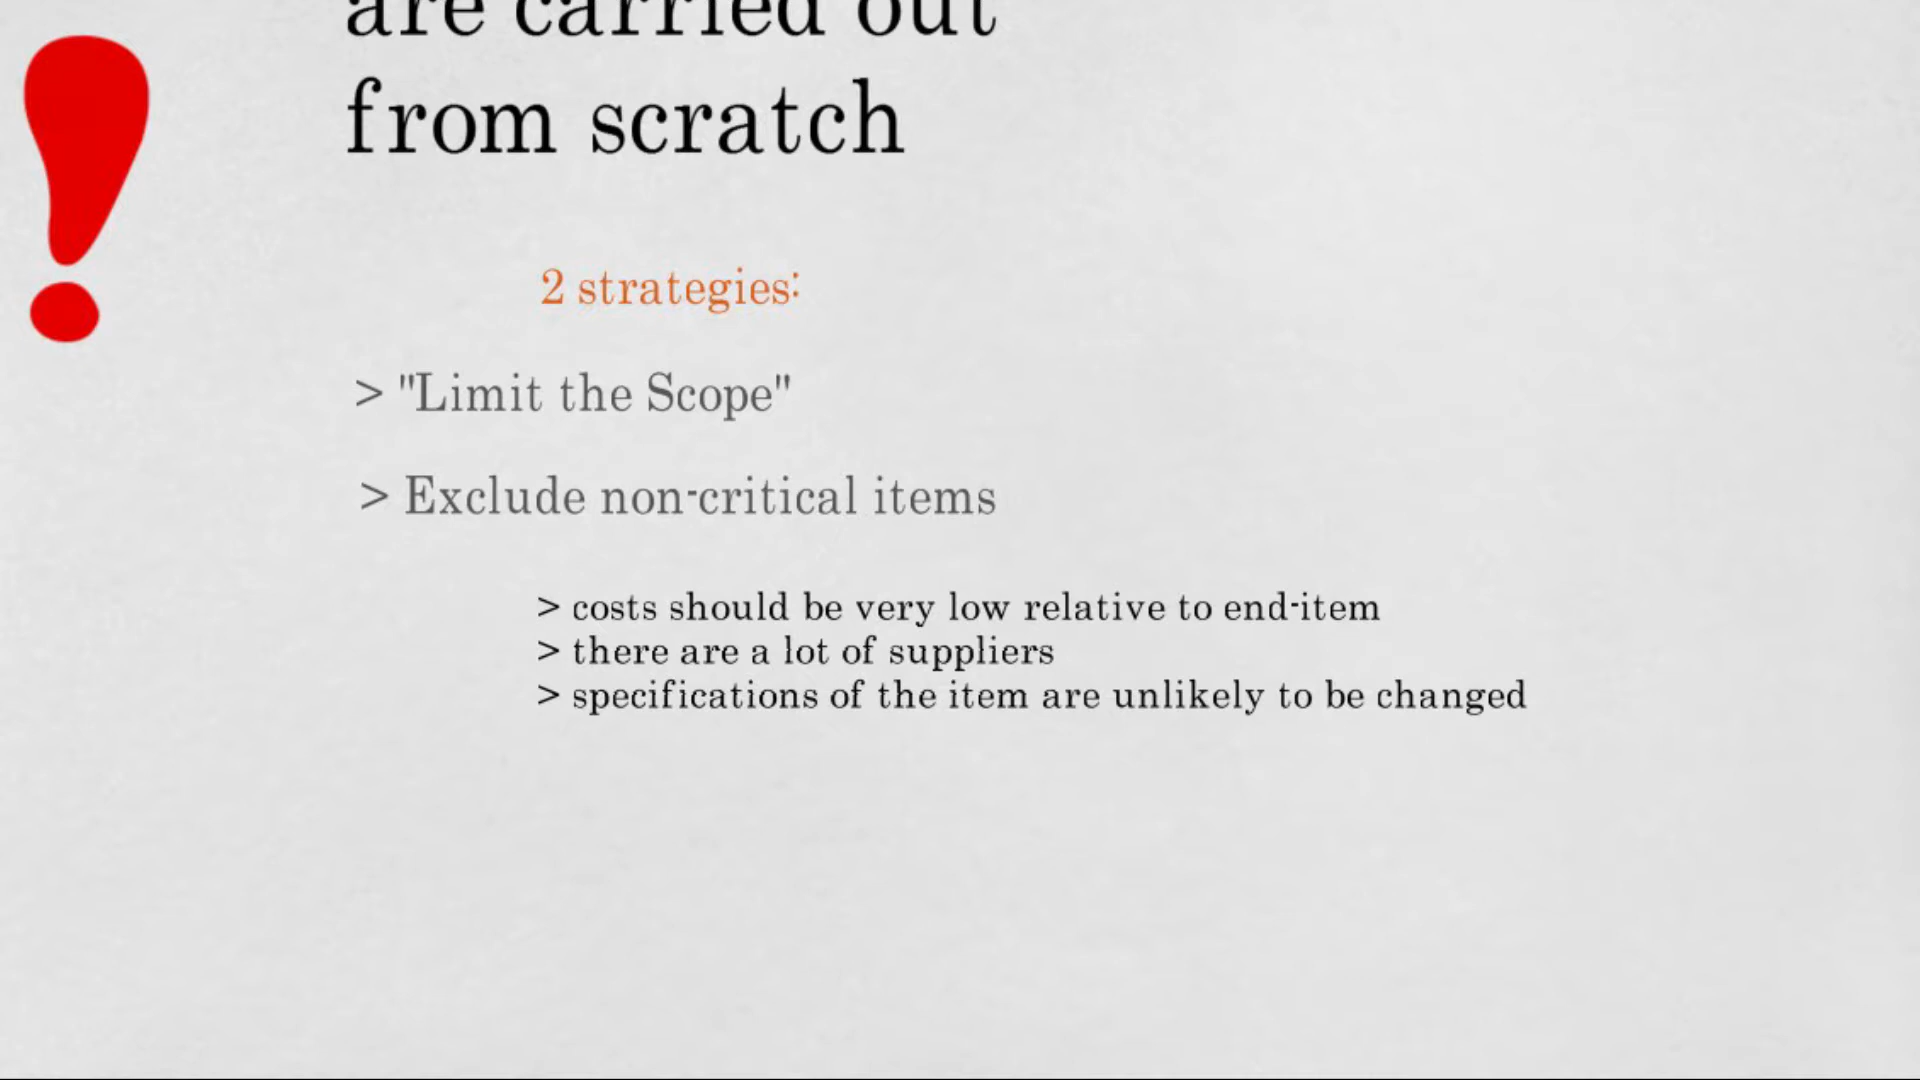 are carried out
from scratch
2 strategies:
> "Limit the Scope"
> Exclude non-critical items
> costs should be very low relative to end-item
> there are a lot of suppliers
> specifications of the item are unlikely to be changed